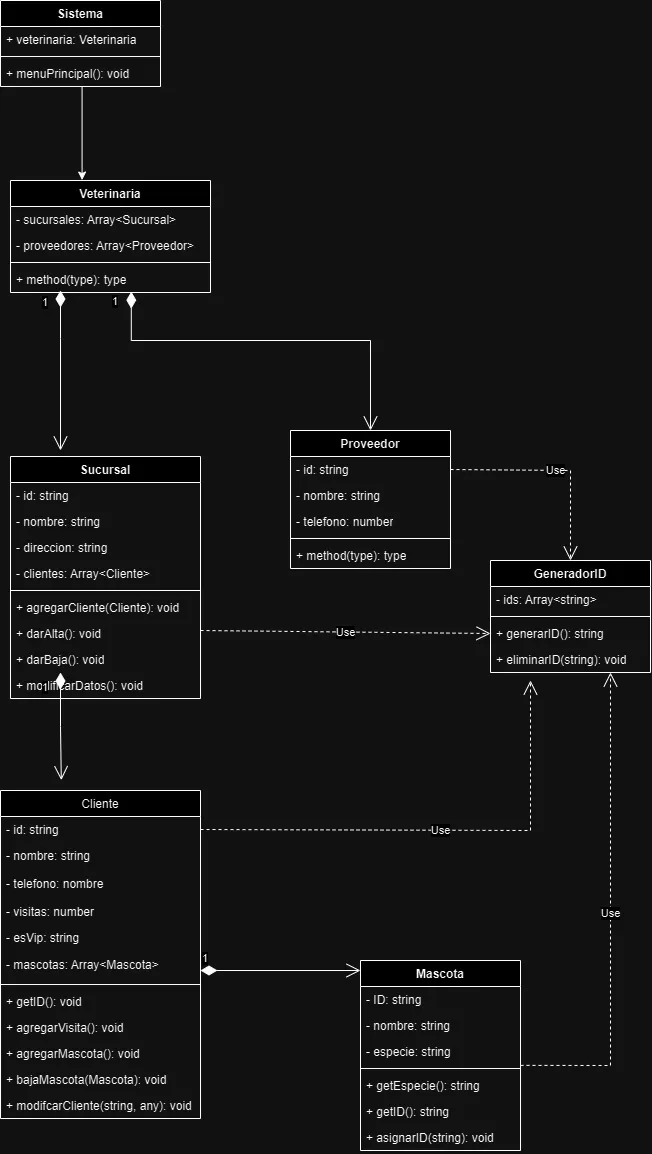 Sistema
+ veterinaria: Veterinaria
+ menuPrincipal(): void
Veterinaria
- sucursales: Array<Sucursal>
- proveedores: Array<Proveedor>
+ method(type): type
1
1
Proveedor
- id: string
- nombre: string
- telefono: number
+ method(type): type
Use
Sucursal
- id: string
- nombre: string
- direccion: string
- clientes: Array<Cliente>
+ agregarCliente(Cliente): void
+ darAlta(): void
+ darBaja(): void
+ modificarDatos(): void
1
Use
GeneradorID
- ids: Array<string>
+ generarID(): string
+ eliminarID(string): void
Cliente
- id: string
- nombre: string
- telefono: nombre
- visitas: number
- esVip: string
- mascotas: Array<Mascota>
+ getID(): void
+ agregarVisita(): void
+ agregarMascota(): void
+ bajaMascota(Mascota): void
+ modifcarCliente(string, any): void
Use
Use
1
Mascota
- ID: string
- nombre: string
- especie: string
+ getEspecie(): string
+ getID(): string
+ asignarID(string): void